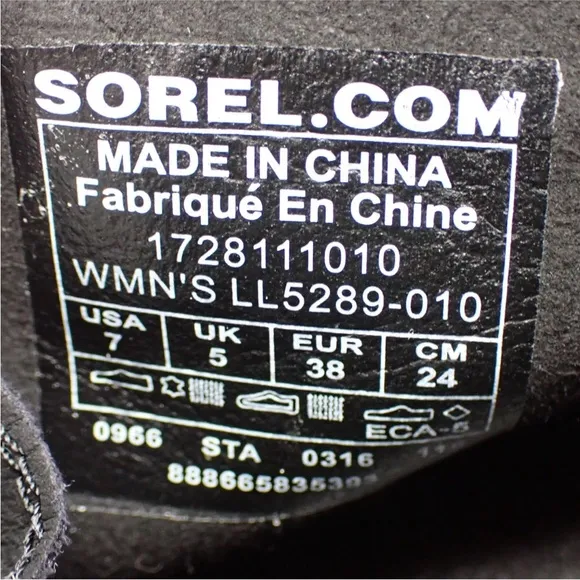 SOREL.COM
MADE IN CHINA
Fabriqué En Chine
1728111010
WMN'S LL5289-010
USA UK EUR CM
7 5 38 24
ECA-5
0966 STA 0316